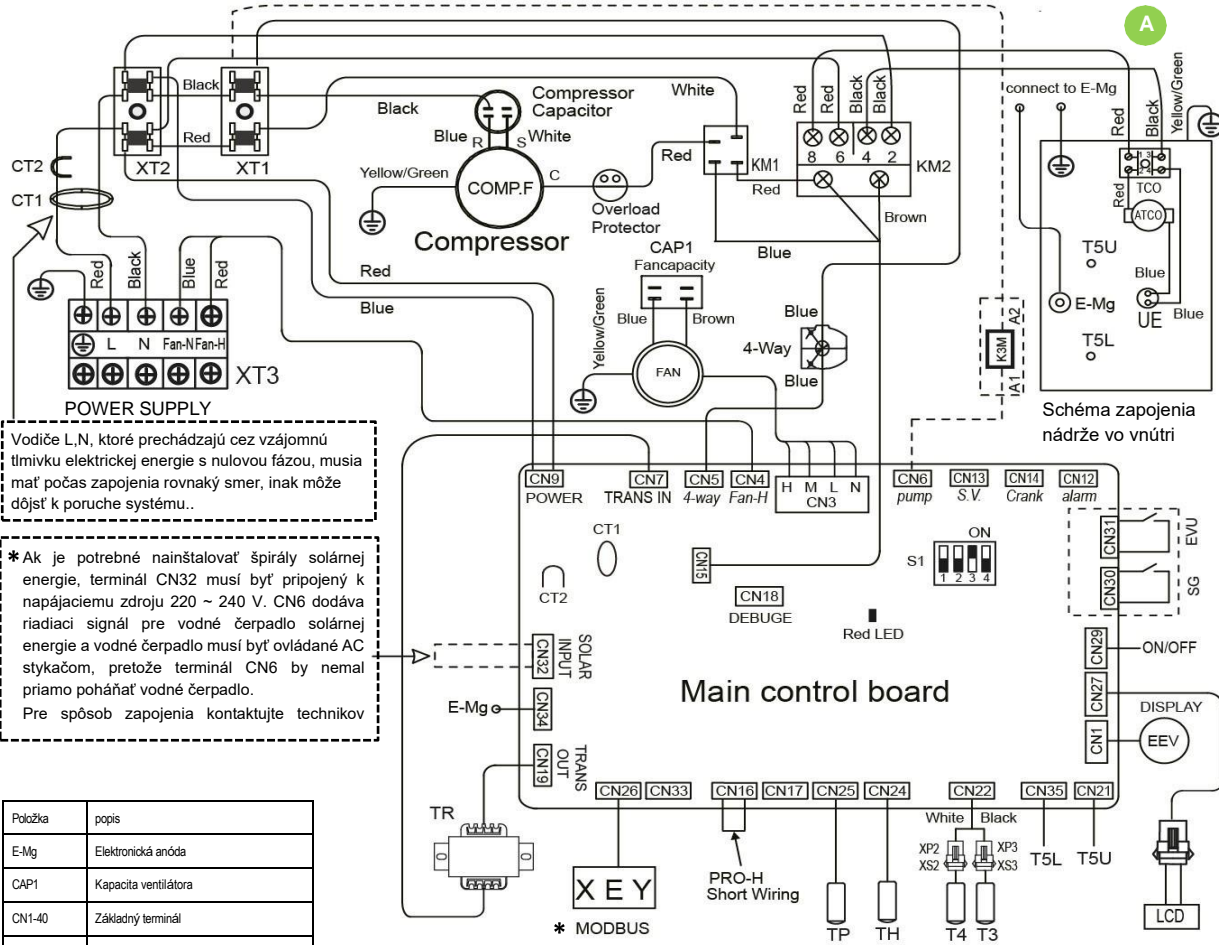 A
Black
Red
XT2
XT1
CT2
CT1
Black
Compressor
Capacitor
Blue
R
S
White
Yellow/Green
COMP.F
C
Compressor
Overload
Protector
White
Red
KM1
Red
Red
Red
Black
Black
8
6
4
2
KM2
Brown
Blue
connect to E-Mg
Red
Black
Yellow/Green
1
3
2
4
TCO
Red
ATCO
T5U
Blue
E-Mg
UE
Blue
T5L
Schéma zapojenia
nádrže vo vnútri
Red
Black
Blue
Red
Red
Blue
L
N
Fan-N
Fan-H
XT3
POWER SUPPLY
CAP1
Fancapacity
Yellow/Green
Blue
Brown
FAN
Blue
4-Way
Blue
A2
K3M
A1
Vodiče L,N, ktoré prechádzajú cez vzájomnú
tlmivku elektrickej energie s nulovou fázou, musia
mať počas zapojenia rovnaký smer, inak môže
dôjsť k poruche systému..
* Ak je potrebné nainštalovať špirály solárnej
energie, terminál CN32 musí byť pripojený k
napájaciemu zdroju 220 ~ 240 V. CN6 dodáva
riadiaci signál pre vodné čerpadlo solárnej
energie a vodné čerpadlo musí byť ovládané AC
stykačom, pretože terminál CN6 by nemal
priamo poháňať vodné čerpadlo.
Pre spôsob zapojenia kontaktujte technikov
CN9
POWER
CN7
TRANS IN
CN5
4-way
CN4
Fan-H
H M L N
CN3
CN6
pump
CN13
S.V.
CN14
Crank
CN12
alarm
CT1
CT2
CN15
CN18
DEBUGE
Red LED
ON
S1
1 2 3 4
CN31
EVU
CN30
SG
CN29
ON/OFF
CN27
DISPLAY
CN1
EEV
SOLAR
INPUT
CN32
E-Mg
CN34
TRANS
OUT
CN19
Main control board
CN26
CN33
CN16
CN17
CN25
CN24
CN22
CN35
CN21
White
Black
XP2
XS2
XP3
XS3
T5L
T5U
TR
XEY
* MODBUS
PRO-H
Short Wiring
TP
TH
T4
T3
LCD
Položka
popis
E-Mg
Elektronická anóda
CAP1
Kapacita ventilátora
CN1-40
Základný terminál